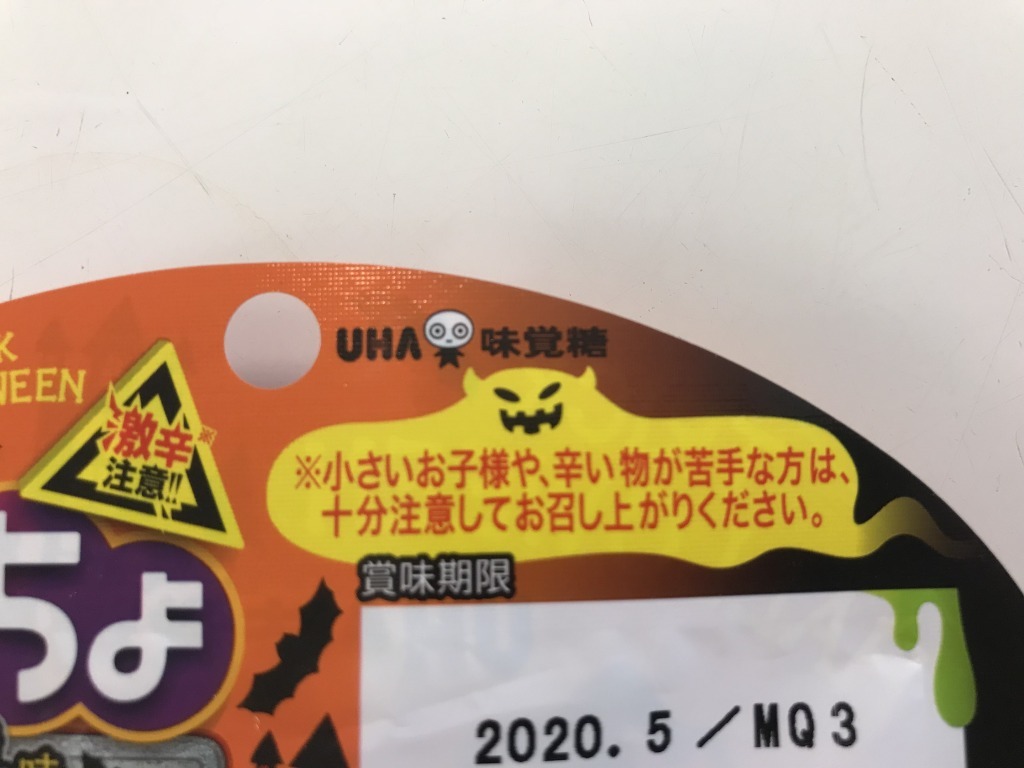 UHA味覚糖
K
NEEN
激辛※
注意!!
※小さいお子様や、辛い物が苦手な方は、
十分注意してお召し上がりください。
賞味期限
ちょ
味
2020.5/MQ3